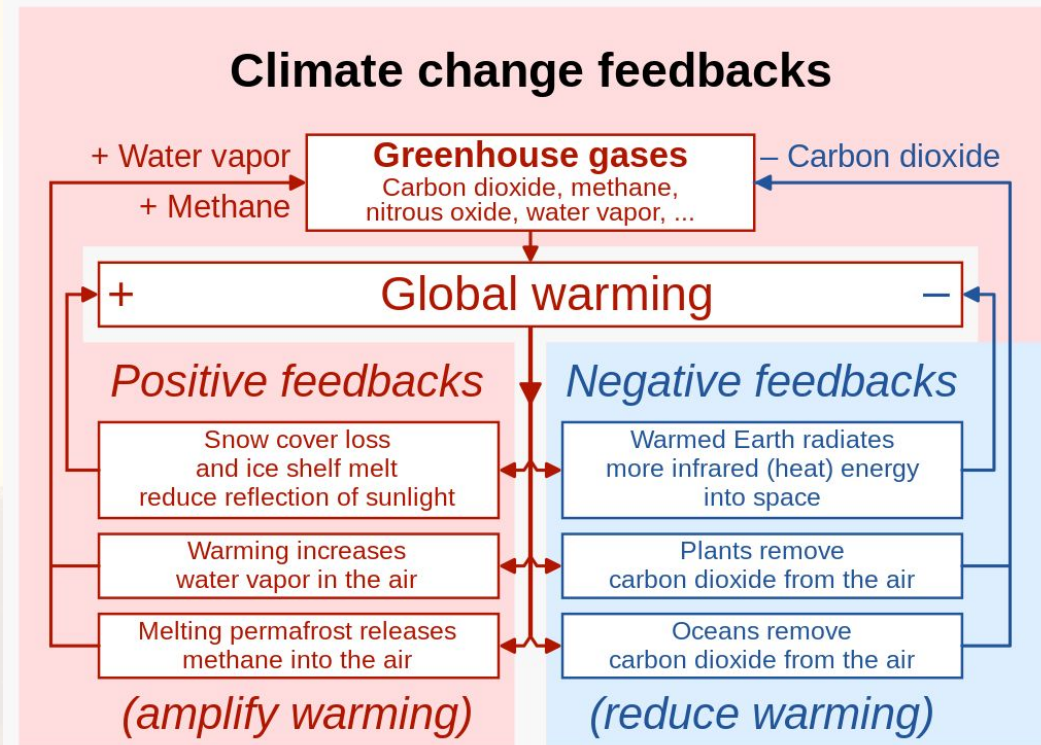 Climate change feedbacks
+ Water vapor
+ Methane
Greenhouse gases
Carbon dioxide, methane,
nitrous oxide, water vapor, ...
– Carbon dioxide
+ Global warming –
Positive feedbacks
Snow cover loss
and ice shelf melt
reduce reflection of sunlight
Warming increases
water vapor in the air
Melting permafrost releases
methane into the air
(amplify warming)
Negative feedbacks
Warmed Earth radiates
more infrared (heat) energy
into space
Plants remove
carbon dioxide from the air
Oceans remove
carbon dioxide from the air
(reduce warming)